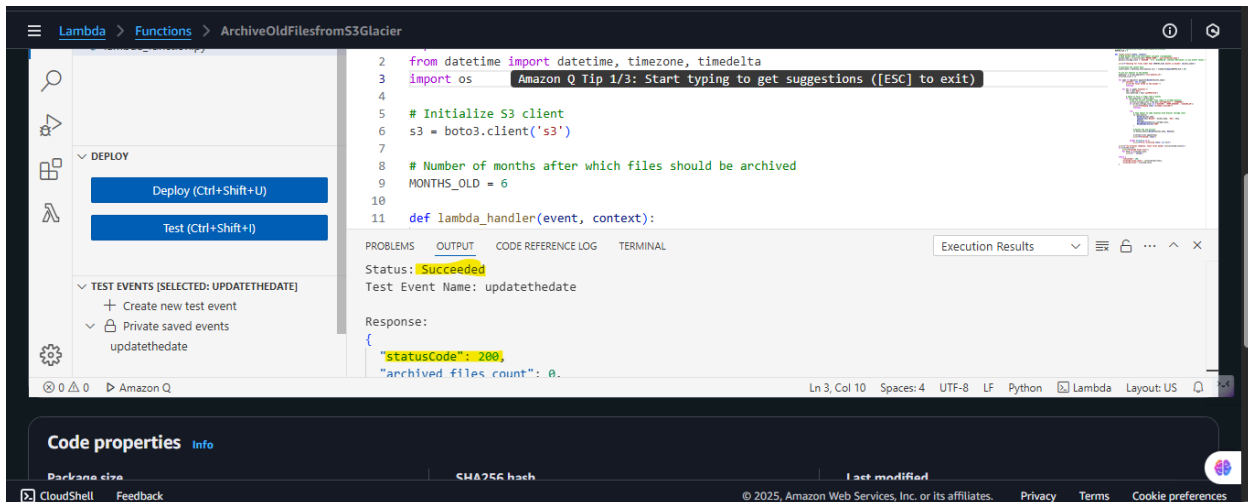 Lambda > Functions > ArchiveOldFilesfromS3Glacier
lambda_function.py
DEPLOY
Deploy (Ctrl+Shift+U)
Test (Ctrl+Shift+I)
TEST EVENTS [SELECTED: UPDATETHEDATE]
Create new test event
Private saved events
updatethedate
2 from datetime import datetime, timezone, timedelta
3 import os
Amazon Q Tip 1/3: Start typing to get suggestions ([ESC] to exit)
4
5 # Initialize S3 client
6 s3 = boto3.client('s3')
7
8 # Number of months after which files should be archived
9 MONTHS_OLD = 6
10
11 def lambda_handler(event, context):
PROBLEMS OUTPUT CODE REFERENCE LOG TERMINAL
Execution Results
Status: Succeeded
Test Event Name: updatethedate
Response:
{
"statusCode": 200,
"archived_files_count": 0,
0 0 Amazon Q
Ln 3, Col 10 Spaces: 4 UTF-8 LF Python Lambda Layout: US
Code properties Info
Package size SHA256 hash Last modified
CloudShell Feedback
© 2025, Amazon Web Services, Inc. or its affiliates. Privacy Terms Cookie preferences